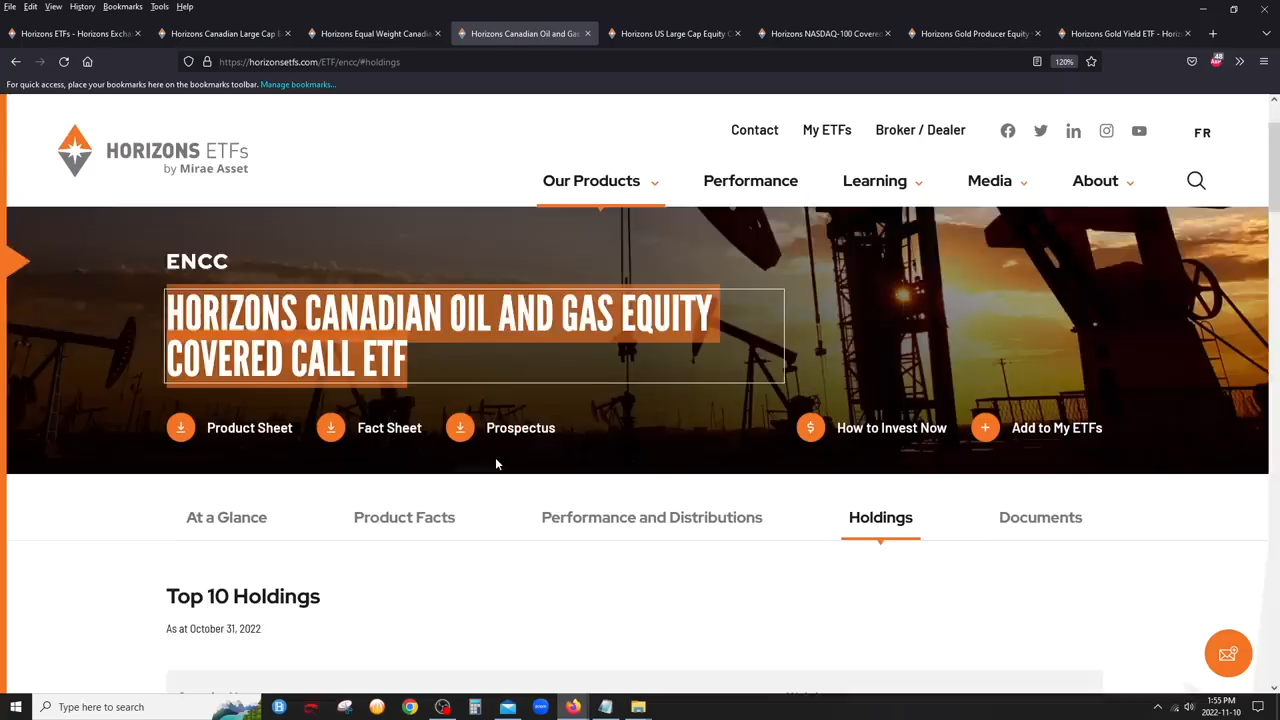 File Edit View History Bookmarks Tools Help
Horizons ETFs - Horizons Excha
Horizons Canadian Large Cap E
Horizons Equal Weight Canadia
Horizons Canadian Oil and Gas
Horizons US Large Cap Equity C
Horizons NASDAQ-100 Covered
Horizons Gold Producer Equity
Horizons Gold Yield ETF - Horiz
https://horizonsetfs.com/ETF/encc/#holdings
120%
48
For quick access, place your bookmarks here on the bookmarks toolbar. Manage bookmarks...
Contact My ETFs Broker / Dealer
FR
HORIZONS ETFs
by Mirae Asset
Our Products Performance Learning Media About
ENCC
HORIZONS CANADIAN OIL AND GAS EQUITY
COVERED CALL ETF
Product Sheet Fact Sheet Prospectus How to Invest Now Add to My ETFs
At a Glance Product Facts Performance and Distributions Holdings Documents
Top 10 Holdings
As at October 31, 2022
Type here to search
1:55 PM
2022-11-10